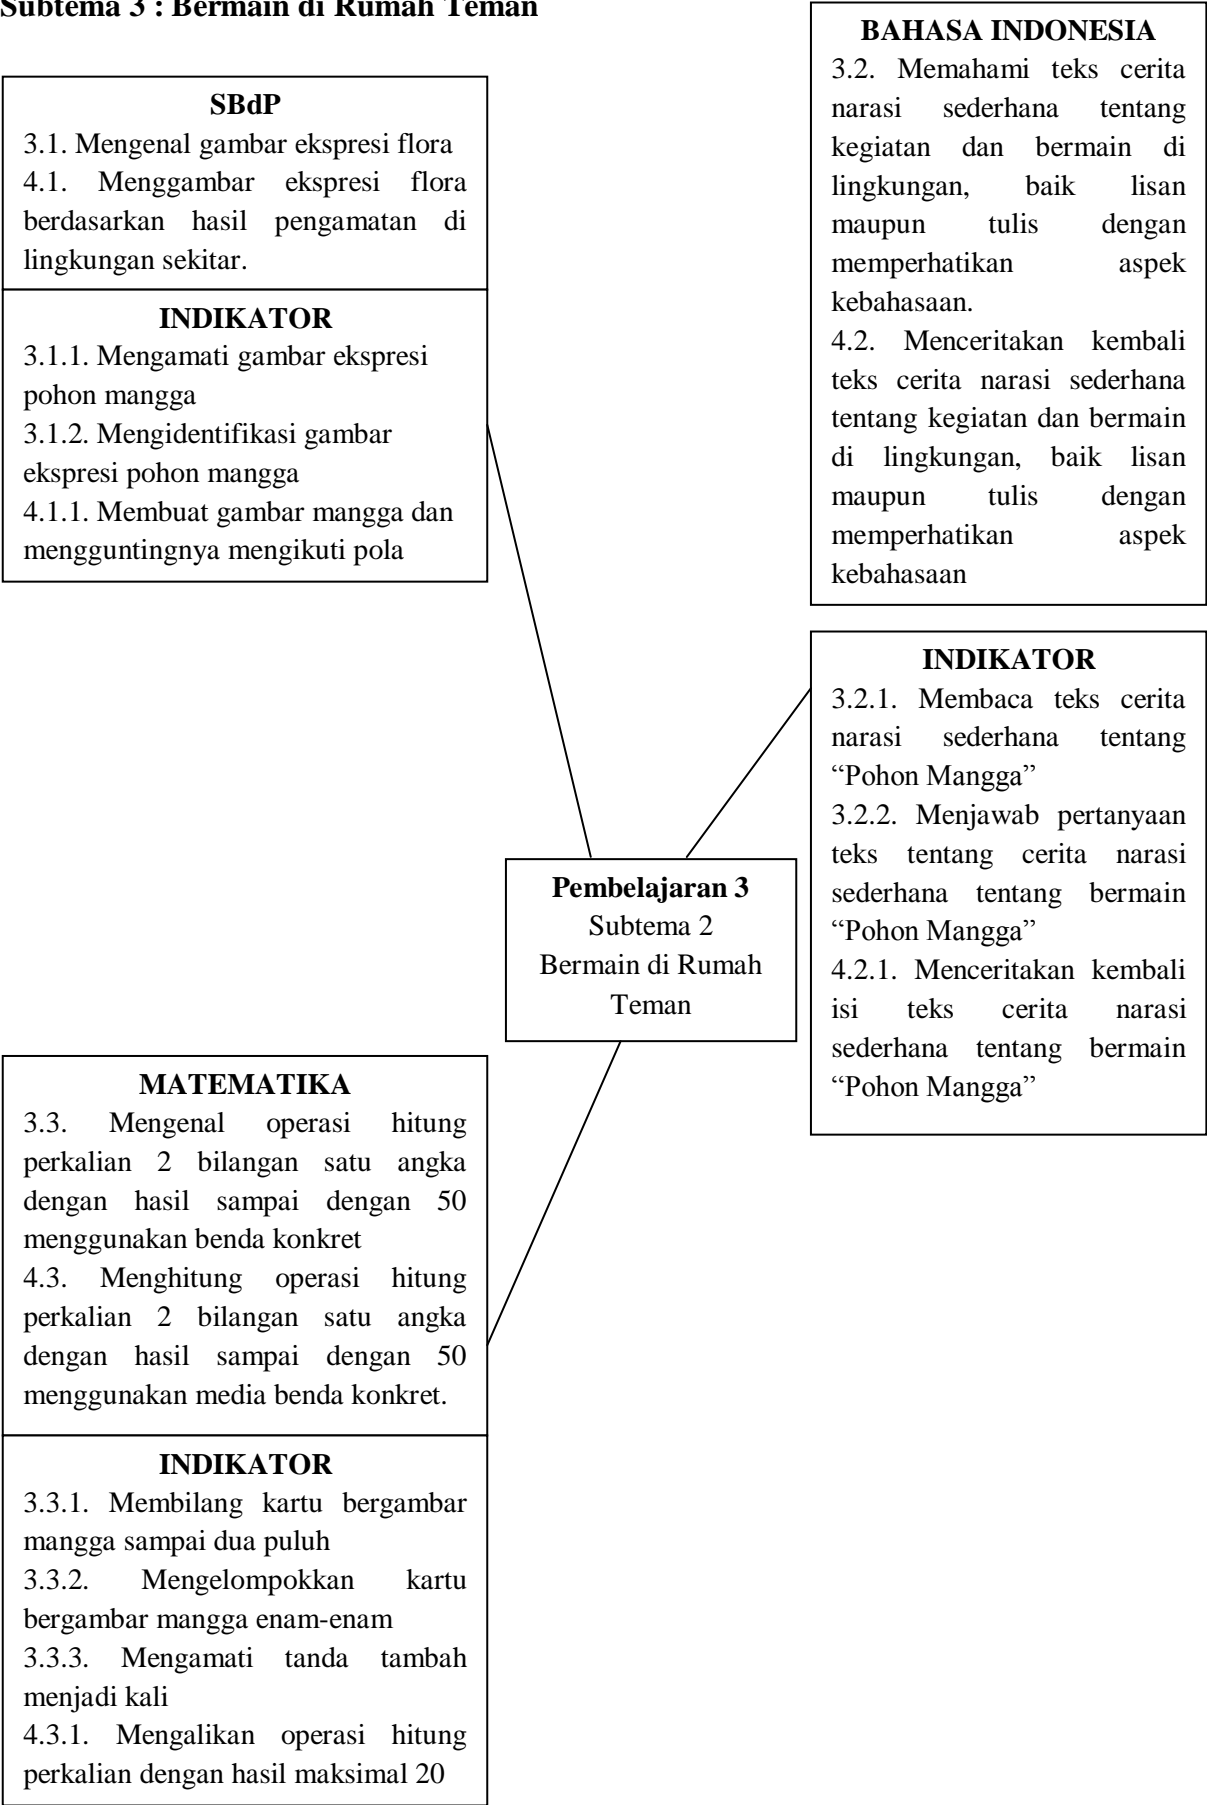 Subtema 3 : Bermain di Rumah Teman
SBdP
3.1. Mengenal gambar ekspresi flora
4.1. Menggambar ekspresi flora
berdasarkan hasil pengamatan di
lingkungan sekitar.
INDIKATOR
3.1.1. Mengamati gambar ekspresi
pohon mangga
3.1.2. Mengidentifikasi gambar
ekspresi pohon mangga
4.1.1. Membuat gambar mangga dan
mengguntingnya mengikuti pola
BAHASA INDONESIA
3.2. Memahami teks cerita
narasi sederhana tentang
kegiatan dan bermain di
lingkungan, baik lisan
maupun tulis dengan
memperhatikan aspek
kebahasaan.
4.2. Menceritakan kembali
teks cerita narasi sederhana
tentang kegiatan dan bermain
di lingkungan, baik lisan
maupun tulis dengan
memperhatikan aspek
kebahasaan
INDIKATOR
3.2.1. Membaca teks cerita
narasi sederhana tentang
“Pohon Mangga”
3.2.2. Menjawab pertanyaan
teks tentang cerita narasi
sederhana tentang bermain
“Pohon Mangga”
4.2.1. Menceritakan kembali
isi teks cerita narasi
sederhana tentang bermain
“Pohon Mangga”
Pembelajaran 3
Subtema 2
Bermain di Rumah
Teman
MATEMATIKA
3.3. Mengenal operasi hitung
perkalian 2 bilangan satu angka
dengan hasil sampai dengan 50
menggunakan benda konkret
4.3. Menghitung operasi hitung
perkalian 2 bilangan satu angka
dengan hasil sampai dengan 50
menggunakan media benda konkret.
INDIKATOR
3.3.1. Membilang kartu bergambar
mangga sampai dua puluh
3.3.2. Mengelompokkan kartu
bergambar mangga enam-enam
3.3.3. Mengamati tanda tambah
menjadi kali
4.3.1. Mengalikan operasi hitung
perkalian dengan hasil maksimal 20